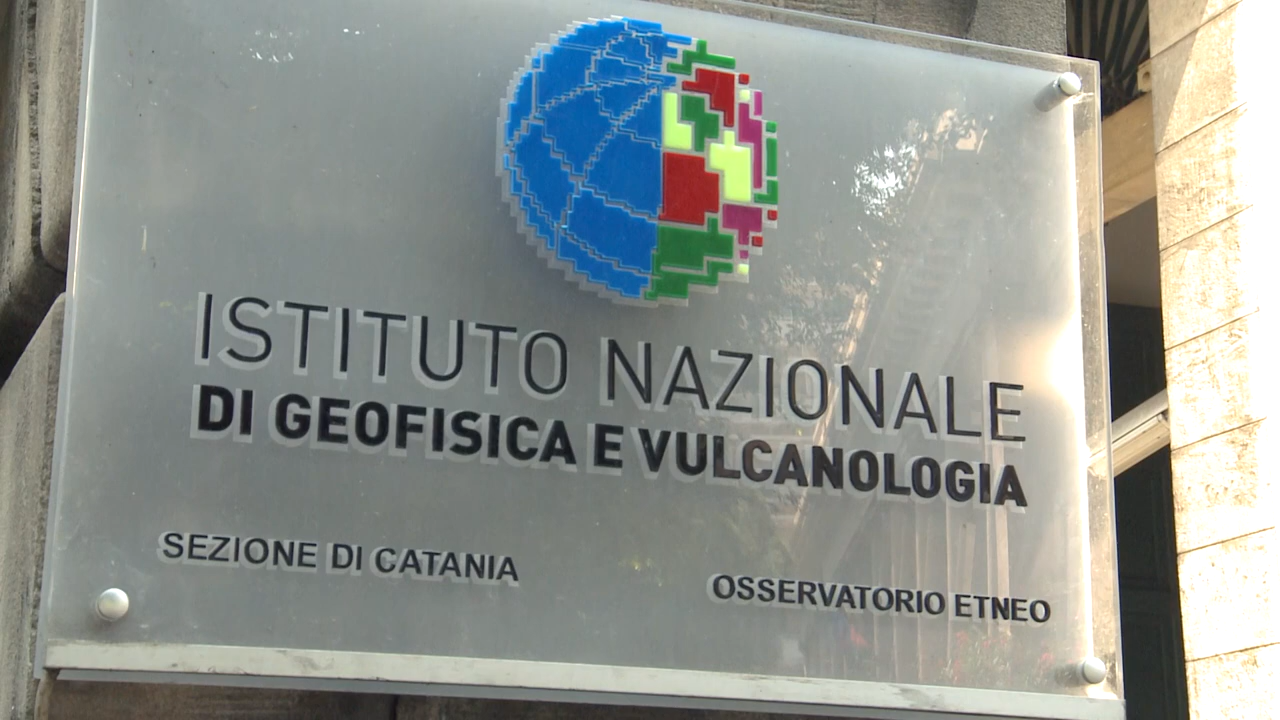 ISTITUTO NAZIONALE
DI GEOFISICA E VULCANOLOGIA
SEZIONE DI CATANIA
OSSERVATORIO ETNEO